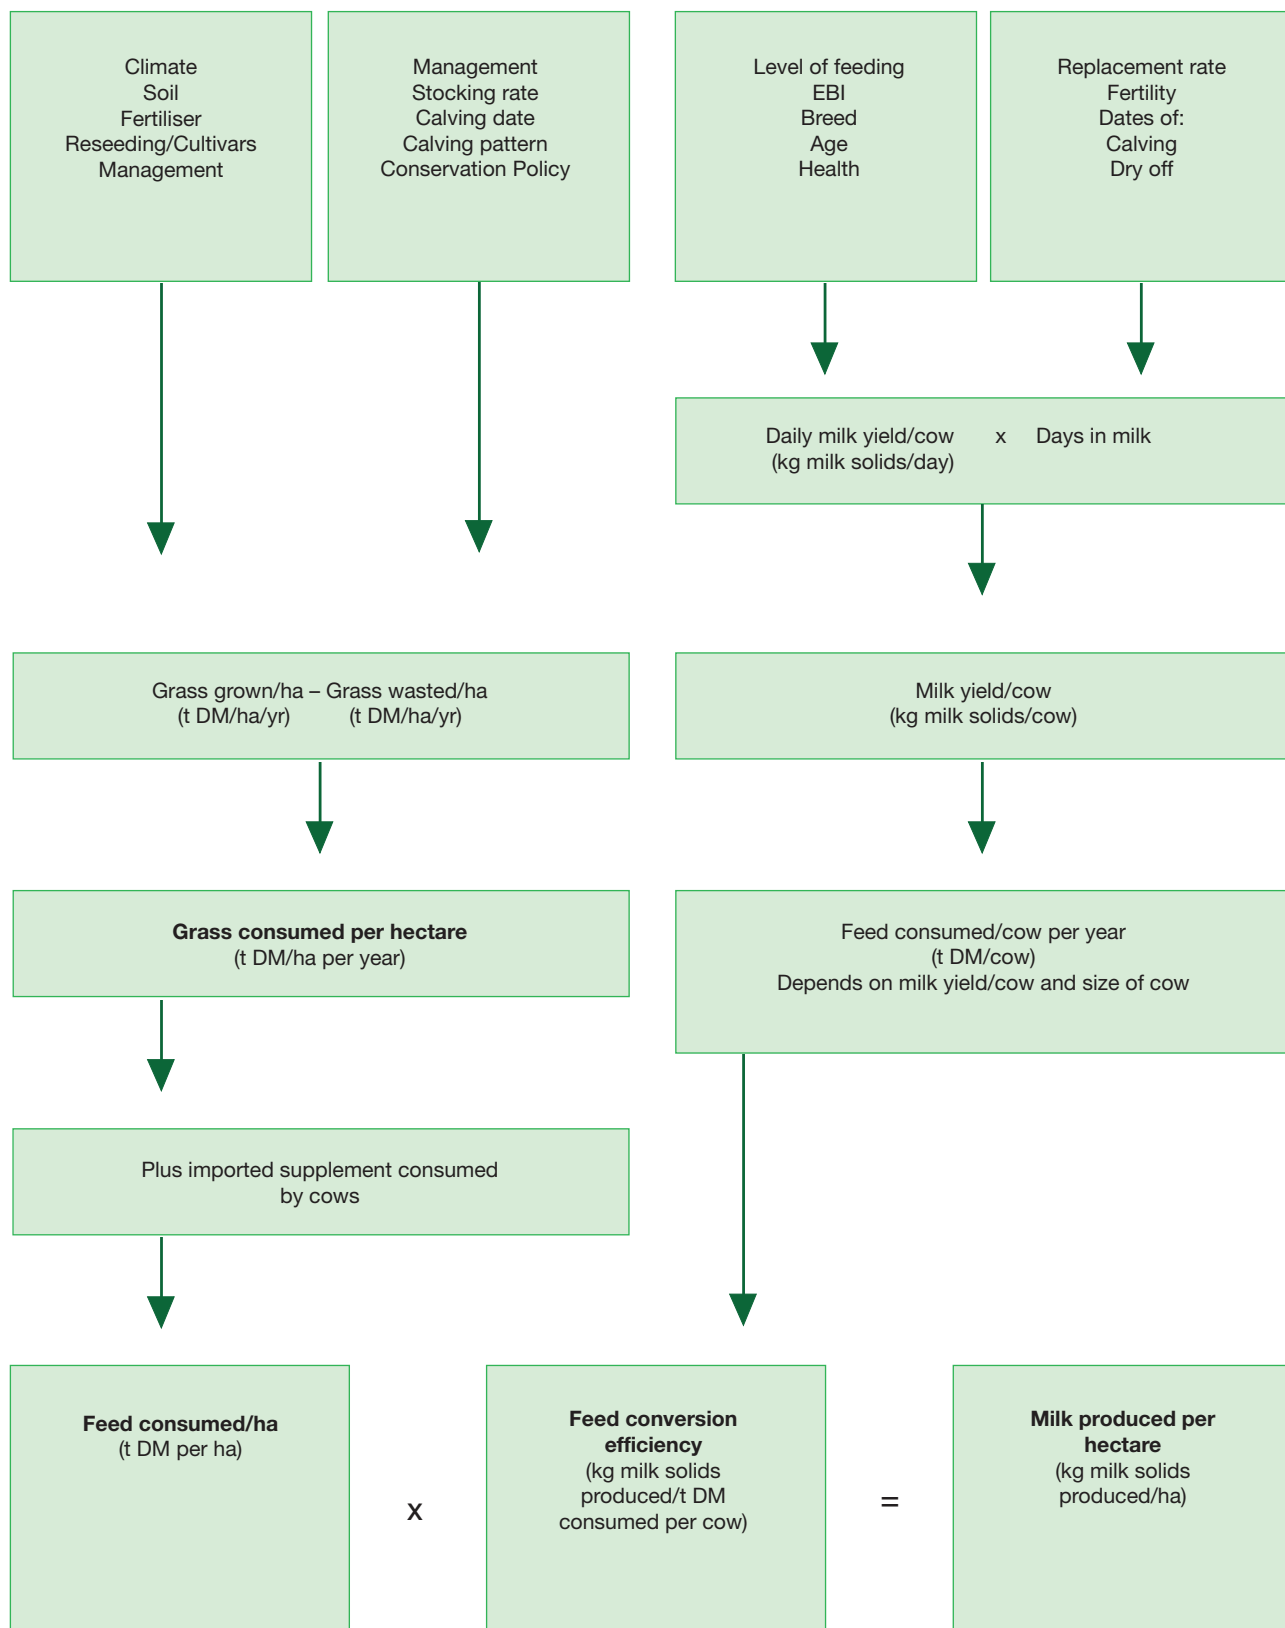 Climate
Soil
Fertiliser
Reseeding/Cultivars
Management
Management
Stocking rate
Calving date
Calving pattern
Conservation Policy
Level of feeding
EBI
Breed
Age
Health
Replacement rate
Fertility
Dates of:
Calving
Dry off
Daily milk yield/cow x Days in milk
(kg milk solids/day)
Grass grown/ha – Grass wasted/ha
(t DM/ha/yr) (t DM/ha/yr)
Milk yield/cow
(kg milk solids/cow)
Grass consumed per hectare
(t DM/ha per year)
Feed consumed/cow per year
(t DM/cow)
Depends on milk yield/cow and size of cow
Plus imported supplement consumed
by cows
Feed consumed/ha
(t DM per ha)
x
Feed conversion
efficiency
(kg milk solids
produced/t DM
consumed per cow)
=
Milk produced per
hectare
(kg milk solids
produced/ha)